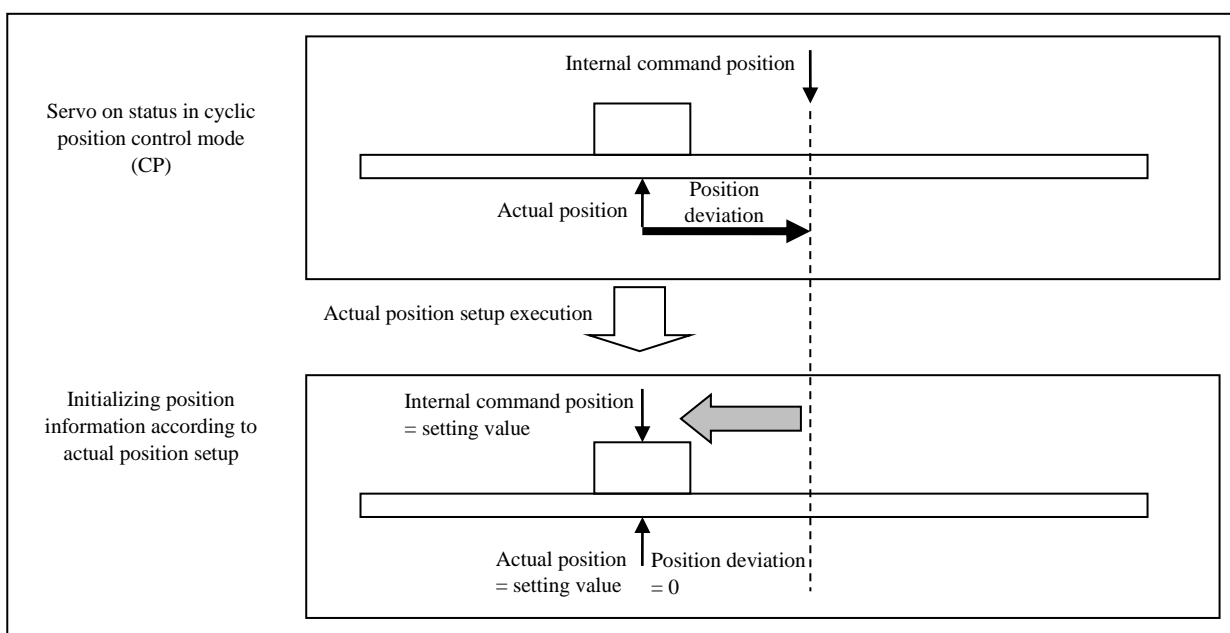 Servo on status in cyclic
position control mode
(CP)
Internal command position
Actual position
Position
deviation
Actual position setup execution
Initializing position
information according to
actual position setup
Internal command position
= setting value
Actual position
= setting value
Position deviation
= 0